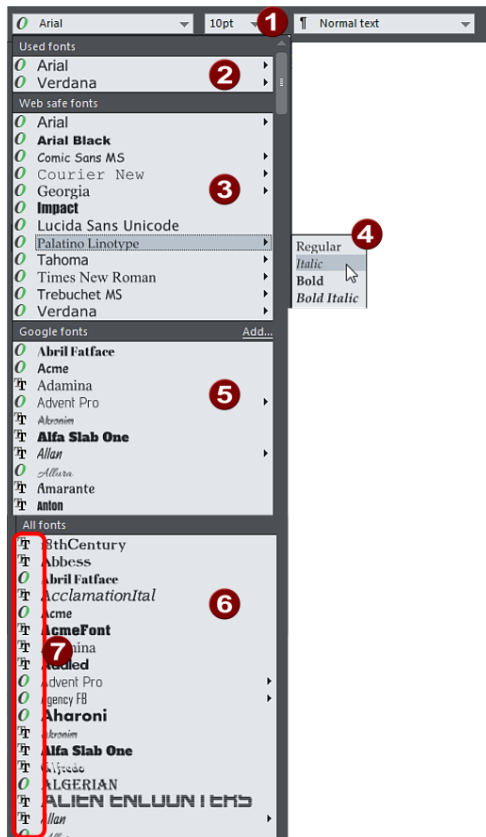 Arial 10pt 1 ¶ Normal text
Used fonts
Arial
Verdana
2
Web safe fonts
Arial
Arial Black
Comic Sans MS
Courier New
Georgia
3
Impact
Lucida Sans Unicode
Palatino Linotype
Tahoma
Times New Roman
Trebuchet MS
Verdana
4
Regular
Italic
Bold
Bold Italic
Google fonts Add...
Abril Fatface
Acme
Adamina
Advent Pro
5
Akronim
Alfa Slab One
Allan
Allura
Amarante
Anton
All fonts
18thCentury
Abbess
Abril Fatface
AcclamationItal
6
Acme
AcmeFont
7
Advent Pro
Agency FB
Aharoni
Akronim
Alfa Slab One
Alfredo
ALGERIAN
ALIEN ENCOUNTERS
Allan